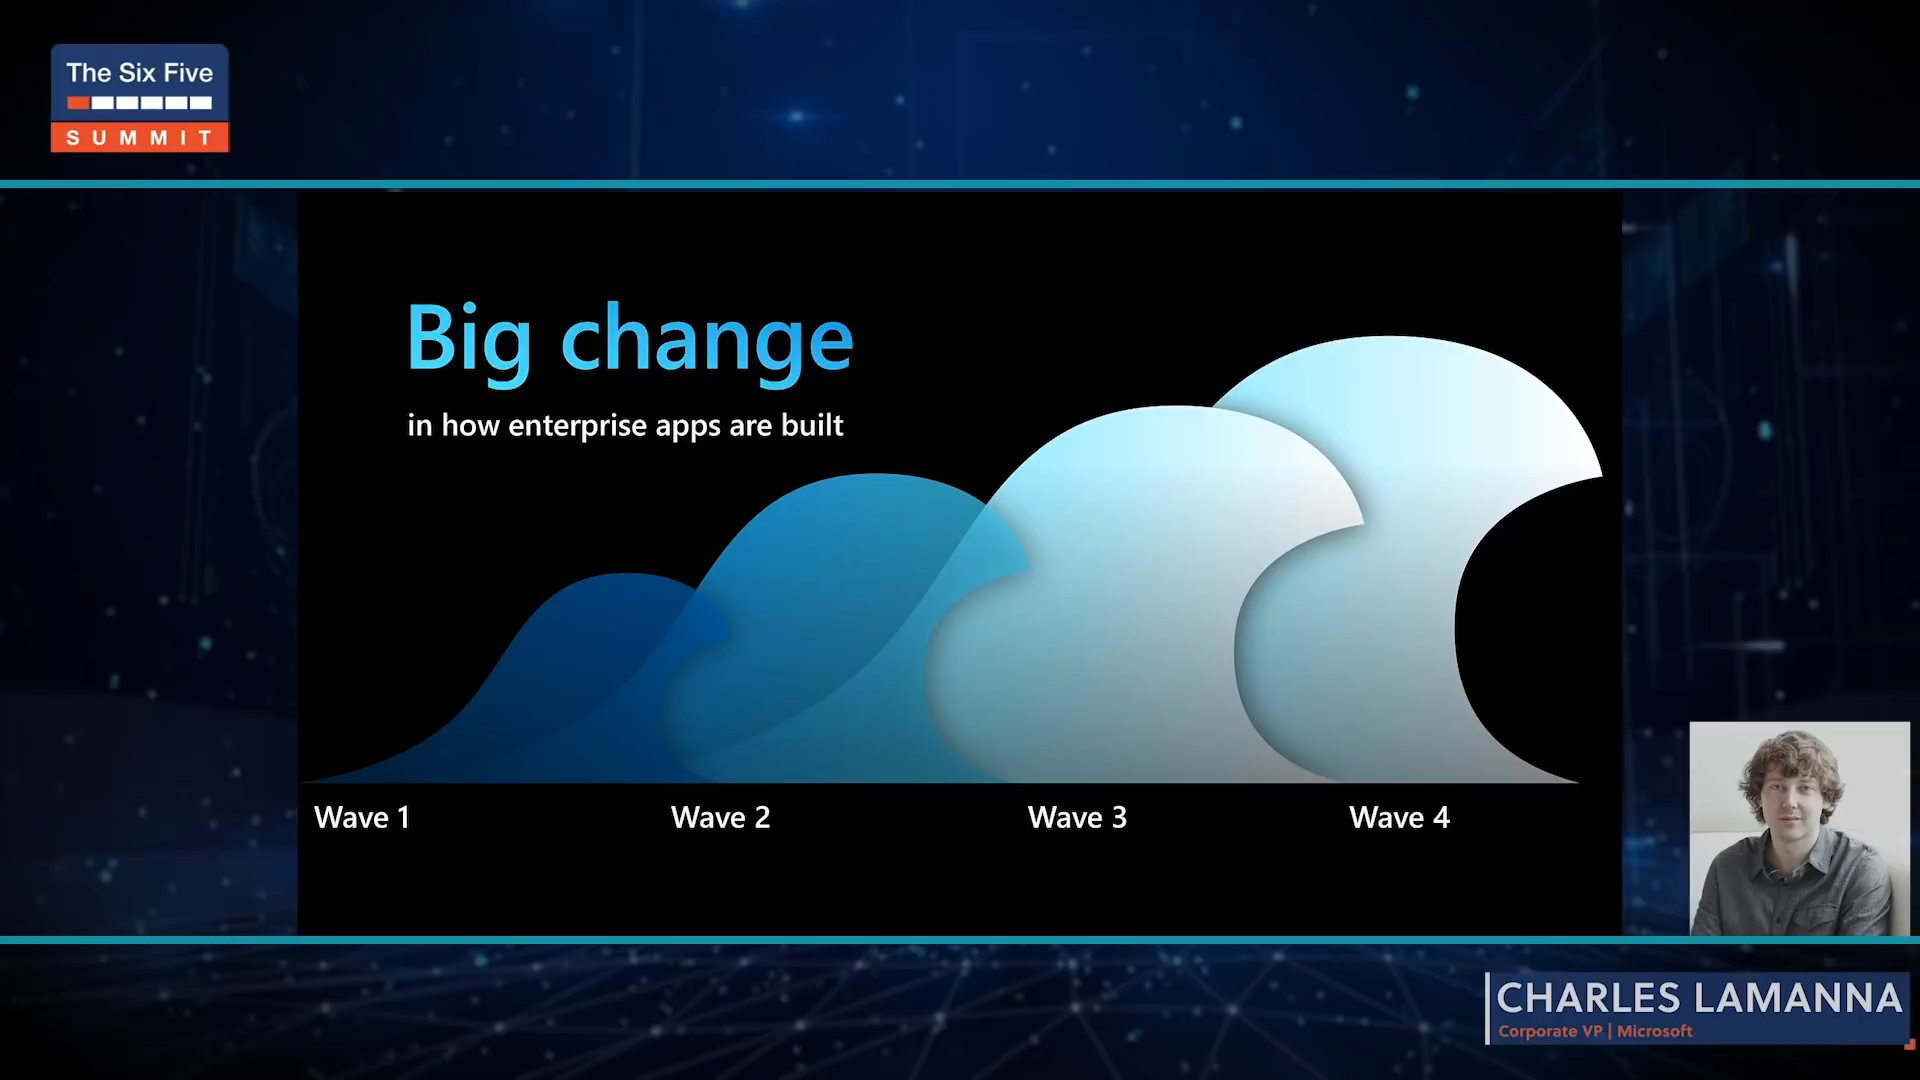 The Six Five
SUMMIT
Big change
in how enterprise apps are built
Wave 1
Wave 2
Wave 3
Wave 4
CHARLES LAMANNA
Corporate VP | Microsoft